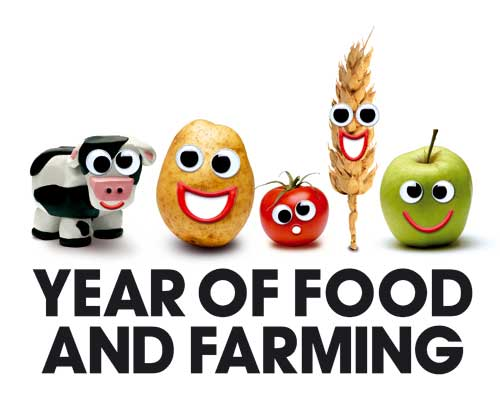 YEAR OF FOOD
AND FARMING